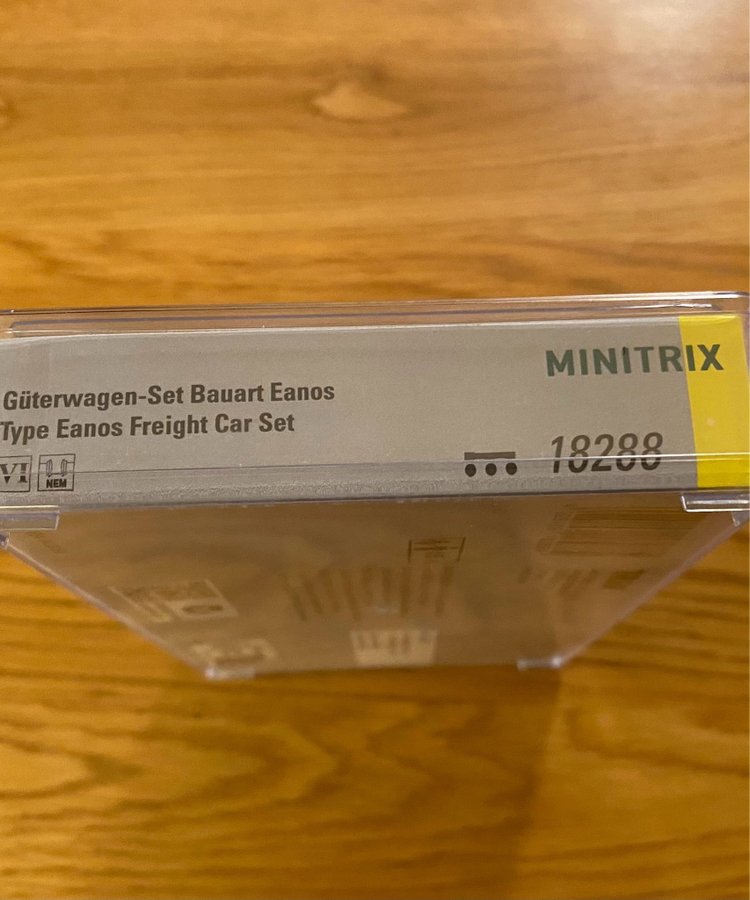 MINITRIX
Güterwagen-Set Bauart Eanos
Type Eanos Freight Car Set
VI NEM
18288